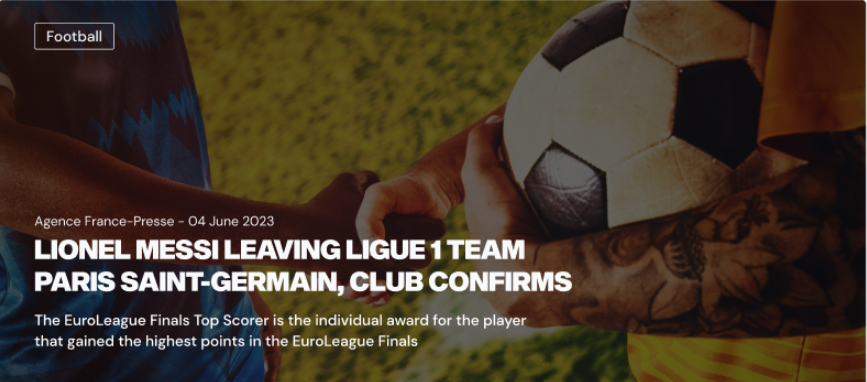 Football
Agence France-Presse - 04 June 2023
LIONEL MESSI LEAVING LIGUE 1 TEAM
PARIS SAINT-GERMAIN, CLUB CONFIRMS
The EuroLeague Finals Top Scorer is the individual award for the player
that gained the highest points in the EuroLeague Finals